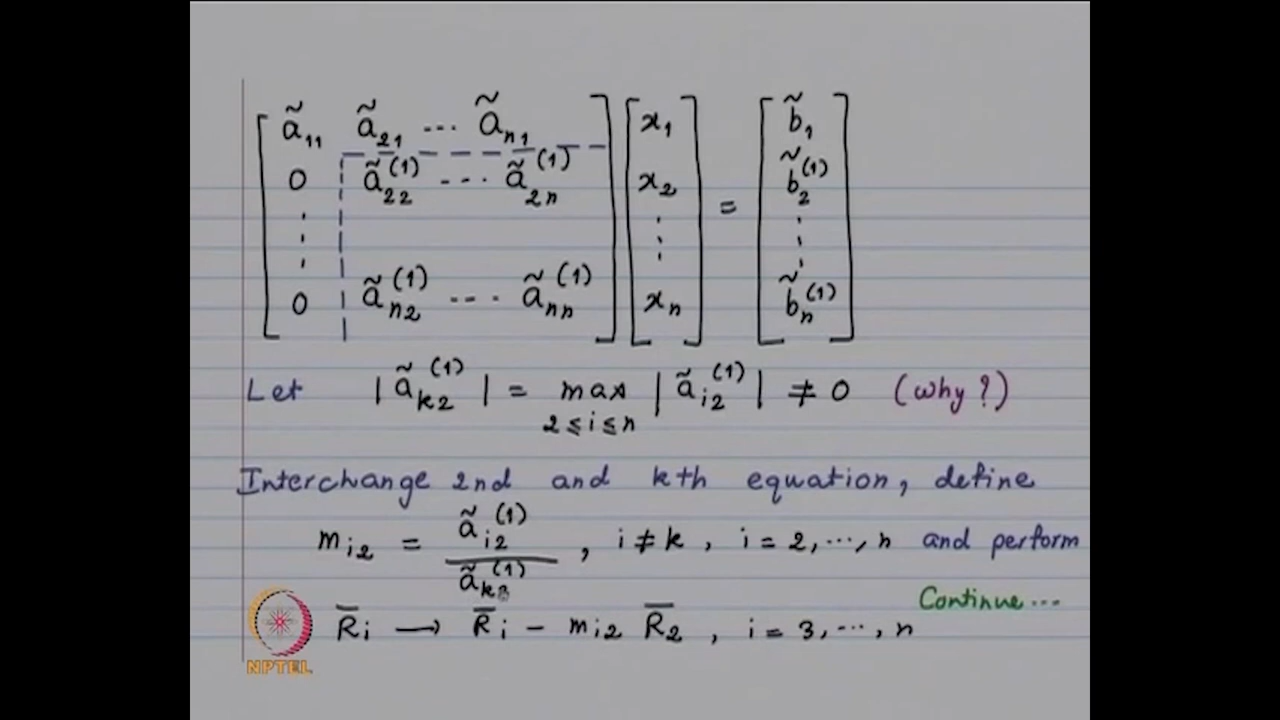 ã₁₁ ã₂₁ ... ãₙ₁ x₁ b̃₁
0 ã₂₂⁽¹⁾ ... ã₂ₙ⁽¹⁾ x₂ = b̃₂⁽¹⁾
⋮ ⋮ ⋮
0 ãₙ₂⁽¹⁾ ... ãₙₙ⁽¹⁾ xₙ b̃ₙ⁽¹⁾
Let | ãₖ₂⁽¹⁾ | = max | ãᵢ₂⁽¹⁾ | ≠ 0 (why?)
2 ≤ i ≤ n
Interchange 2nd and kth equation, define
mᵢ₂ = ãᵢ₂⁽¹⁾ / ãₖ₂⁽¹⁾ , i ≠ k , i = 2, ..., n and perform
Continue ...
R̅ᵢ → R̅ᵢ - mᵢ₂ R̅₂ , i = 3, ..., n
NPTEL